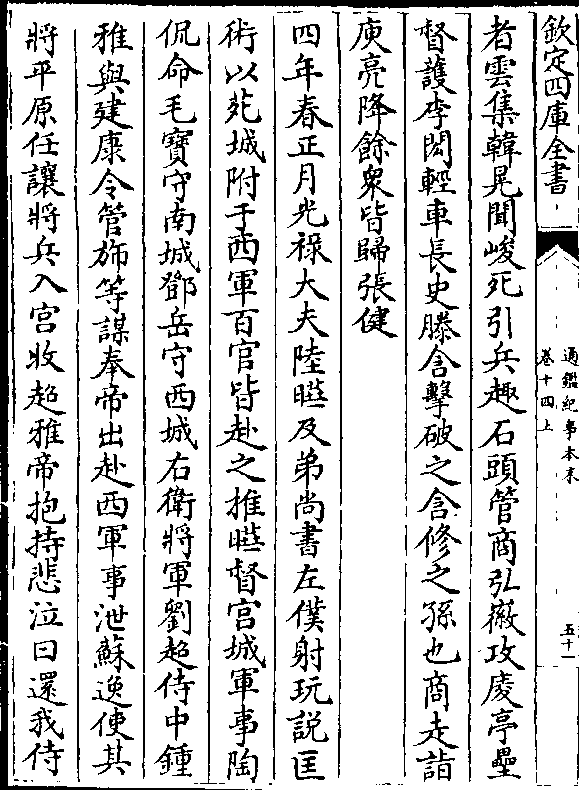 欽定四庫全書
通鑑紀事本末
卷十四上
五十一
者雲集韓晃聞峻死引兵趣石頭管商弘徽攻庱亭壘
督護李閎輕車長史滕含擊破之含修之孫也商走詣
庾亮降餘衆皆歸張健
四年春正月光禄大夫陸曄及弟尚書左僕射玩説匡
術以苑城附于西軍百官皆赴之推曄督宫城軍事陶
侃命毛寶守南城鄧岳守西城右衛將軍劉超侍中鍾
雅與建康令管斾等謀奉帝出赴西軍事泄蘇逸使其
將平原任讓將兵入宫收超雅帝抱持悲泣曰還我侍